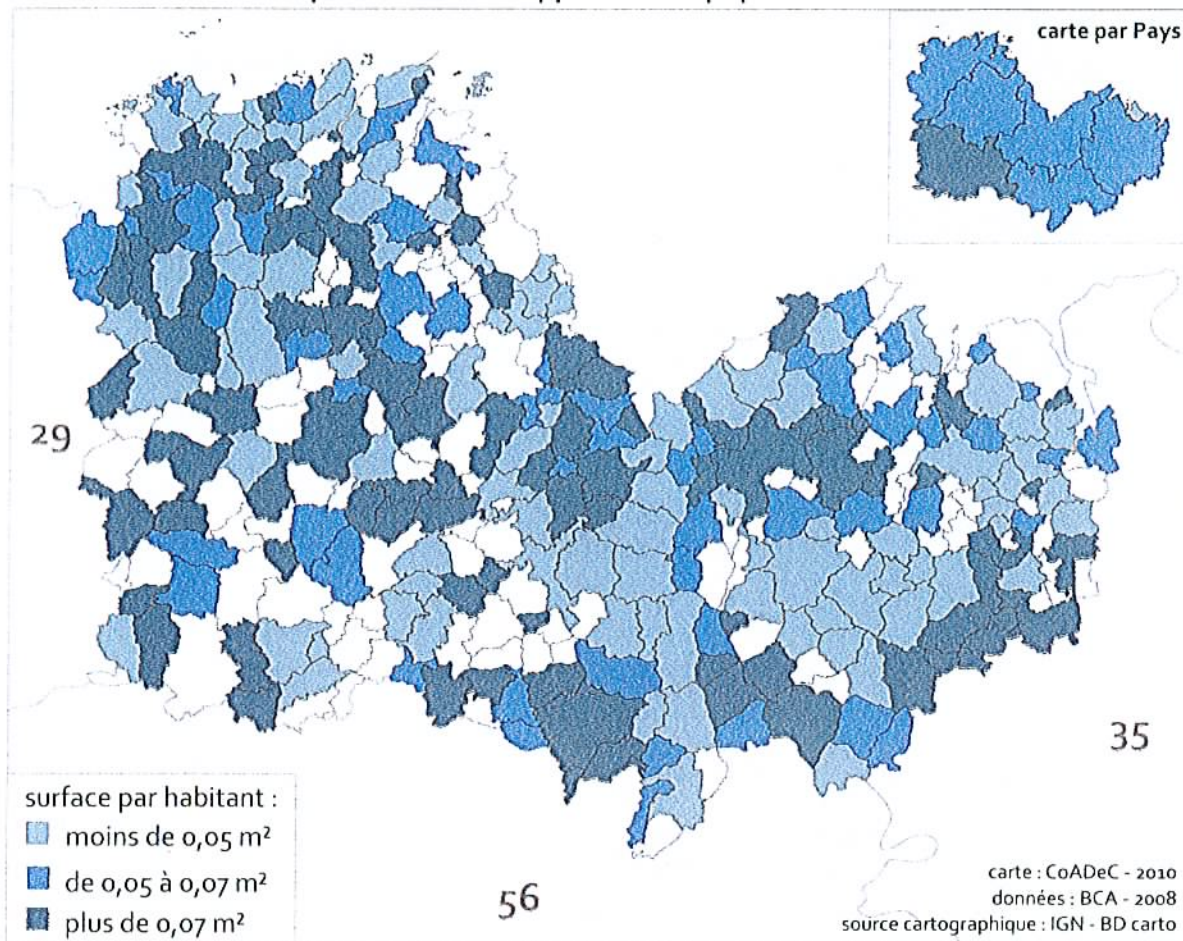 carte par Pays
29
35
56
surface par habitant :
moins de 0,05 m²
de 0,05 à 0,07 m²
plus de 0,07 m²
carte : CoADeC - 2010
données : BCA - 2008
source cartographique : IGN - BD carto